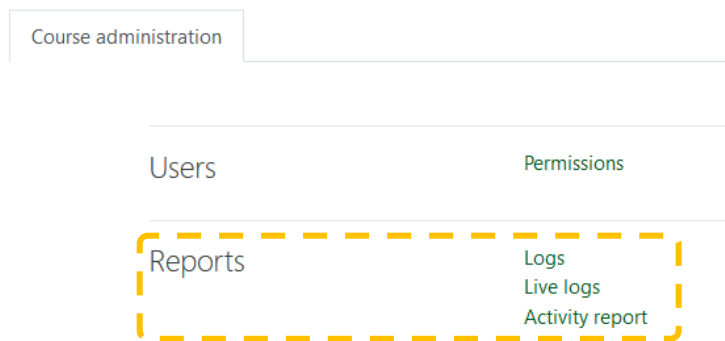 Course administration
Users
Permissions
Reports
Logs
Live logs
Activity report